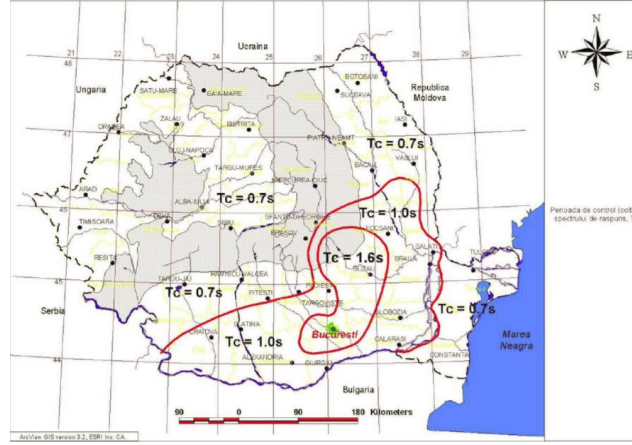 21 22 23 24 25 26 27 28 29
48
Ucraina
N
W E
S
BOTOSANI
Republica
Moldova
Ungaria
SATU-MARE
BAIA-MARE
SUCEAVA
ZALAU
BISTRITA
IASI
47
ORADEA
PIATRA-NEAMT
Tc = 0.7s
CLUJ-NAPOCA
VASLUI
TARGU-MURES
BACAU
MIERCUREA-CIUC
ARAD
Tc = 0.7s
ALBA-IULIA
Perioada de control (colt)
spectrului de raspuns,
Tc = 1.0s
TIMISOARA
SIBIU
SFANTU-GHEORGHE
FOCSANI
BRASOV
GALATI
RESITA
Tc = 1.6s
BRAILA
BUZAU
45
TARGU-JIU
RAMNICU-VALCEA
Tc = 0.7s
PITESTI
TARGOVISTE
Tc = 0.7s
Serbia
SLOBOZIA
SLATINA
Bucuresti
Marea
Neagra
CRAIOVA
Tc = 1.0s
CALARASI
CONSTANTA
44
ALEXANDRIA
GIURGIU
Bulgaria
90 0 90 180 Kilometers
ArcView GIS version 3.2, ESRI Inc. CA.